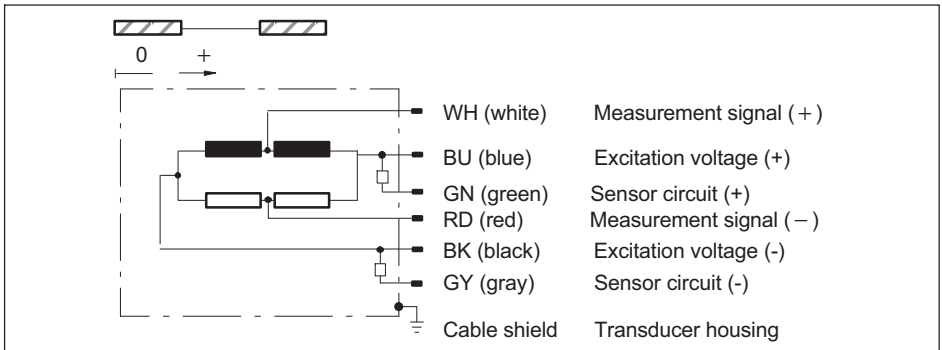 0 +
WH (white) Measurement signal (+)
BU (blue) Excitation voltage (+)
GN (green) Sensor circuit (+)
RD (red) Measurement signal (−)
BK (black) Excitation voltage (-)
GY (gray) Sensor circuit (-)
Cable shield Transducer housing